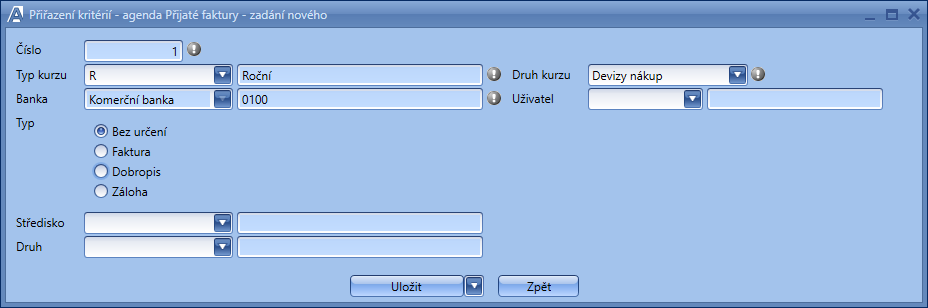 Přiřazení kritérií - agenda Přijaté faktury - zadání nového
Číslo 1
Typ kurzu R Roční Druh kurzu Devizy nákup
Banka Komerční banka 0100 Uživatel
Typ
Bez určení
Faktura
Dobropis
Záloha
Středisko
Druh
Uložit Zpět